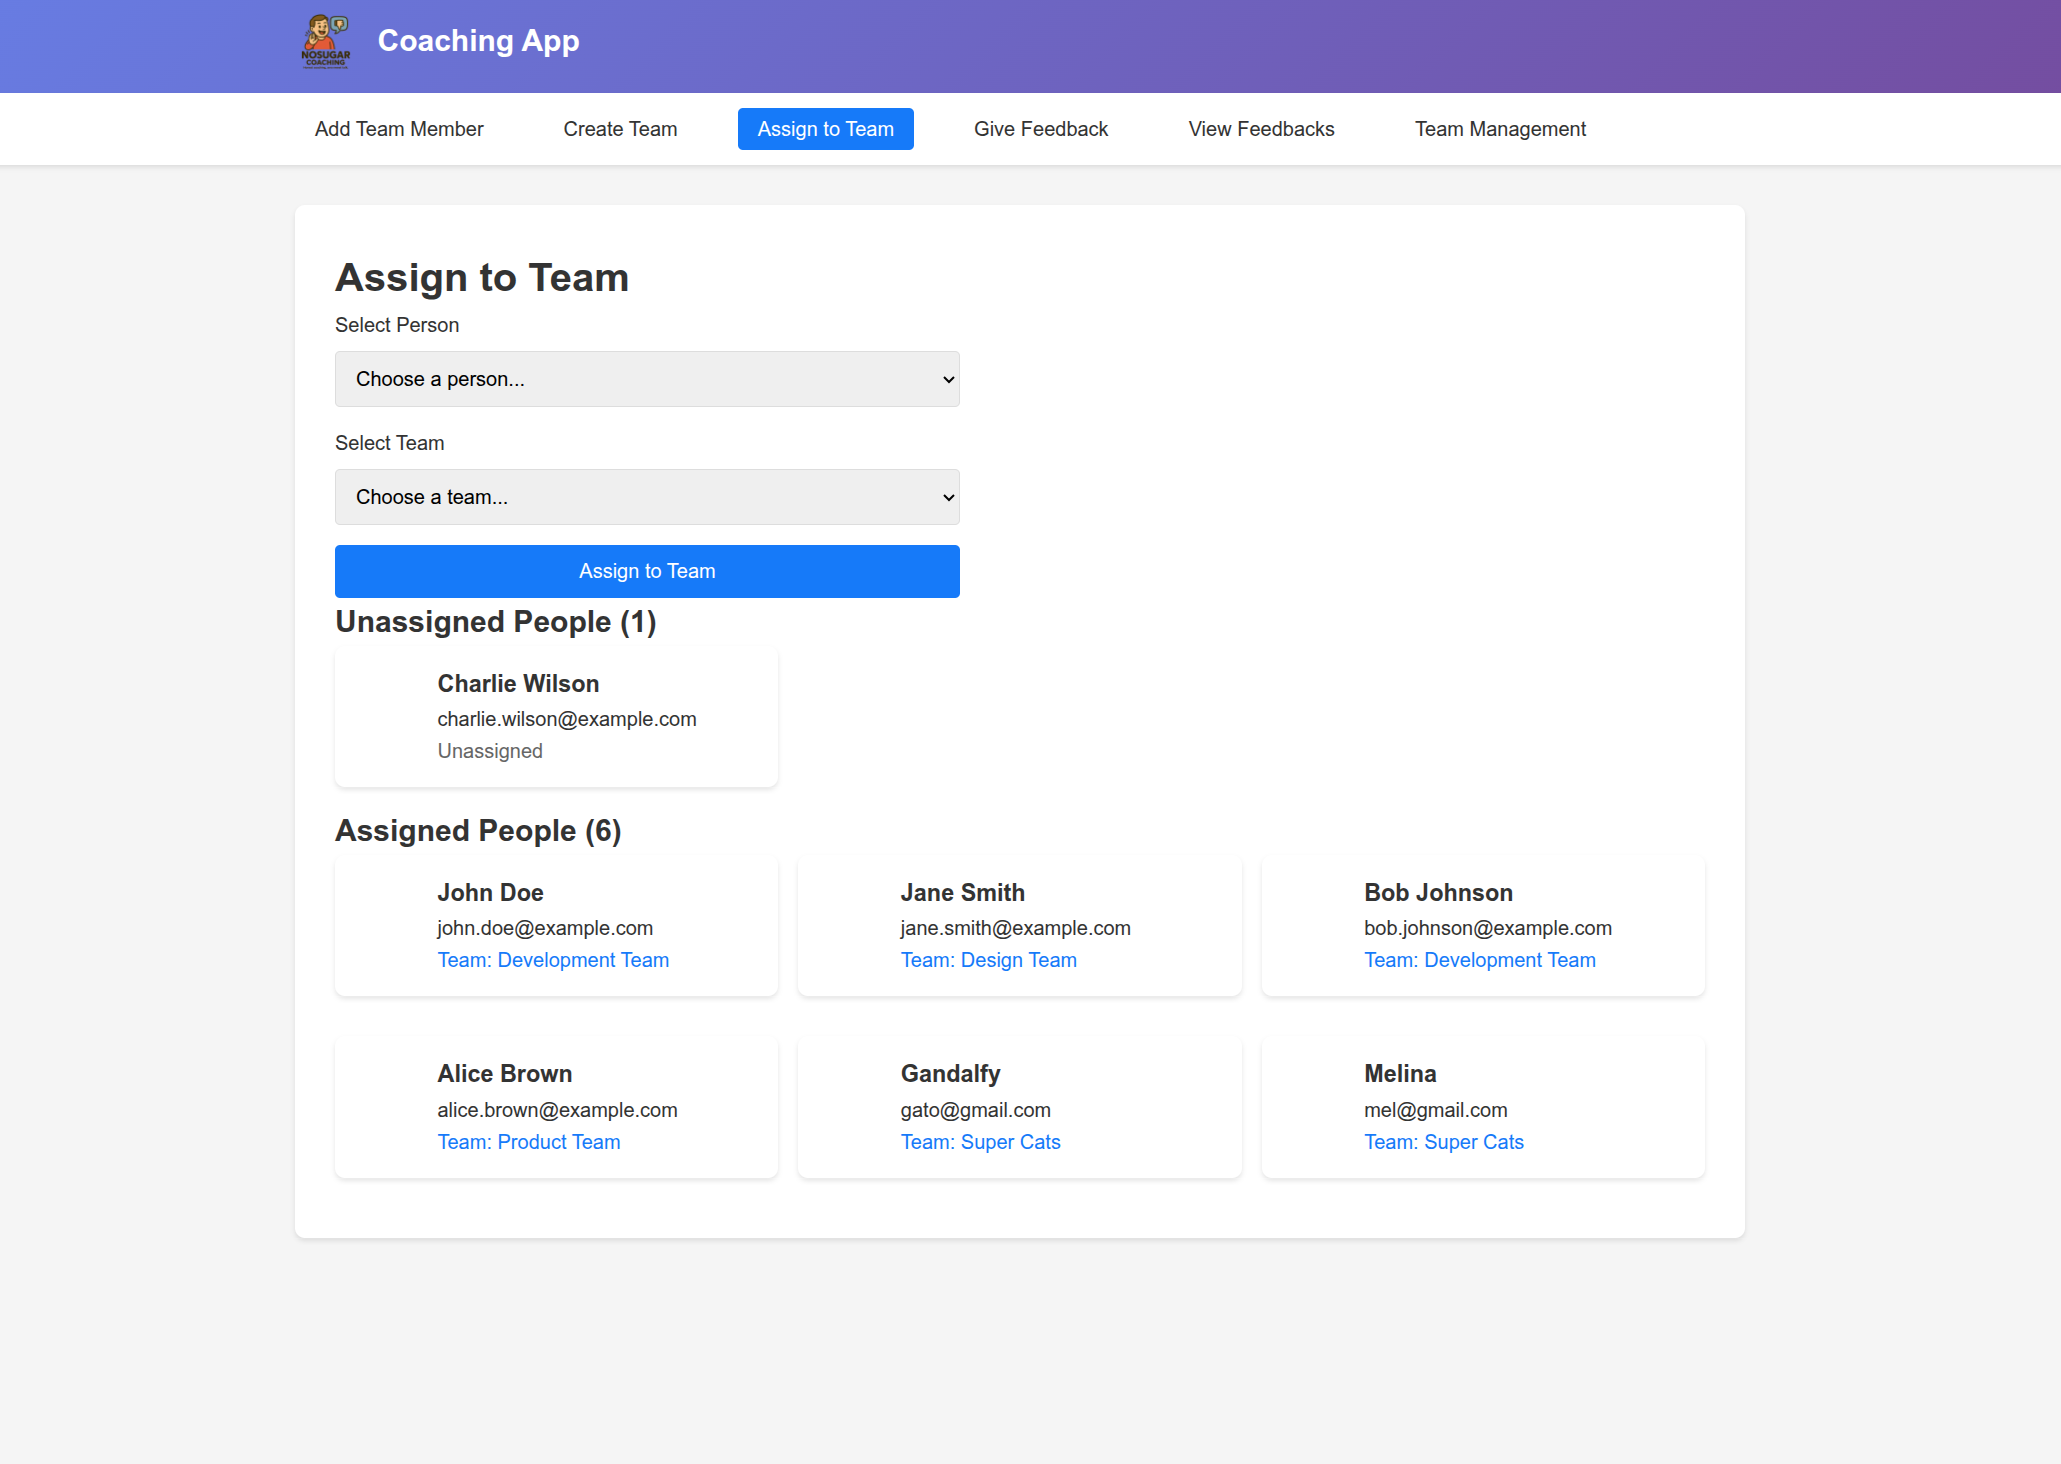 NOSUGAR
COACHING
Coaching App
Add Team Member
Create Team
Assign to Team
Give Feedback
View Feedbacks
Team Management
Assign to Team
Select Person
Choose a person...
Select Team
Choose a team...
Assign to Team
Unassigned People (1)
Charlie Wilson
charlie.wilson@example.com
Unassigned
Assigned People (6)
John Doe
john.doe@example.com
Team: Development Team
Jane Smith
jane.smith@example.com
Team: Design Team
Bob Johnson
bob.johnson@example.com
Team: Development Team
Alice Brown
alice.brown@example.com
Team: Product Team
Gandalfy
gato@gmail.com
Team: Super Cats
Melina
mel@gmail.com
Team: Super Cats